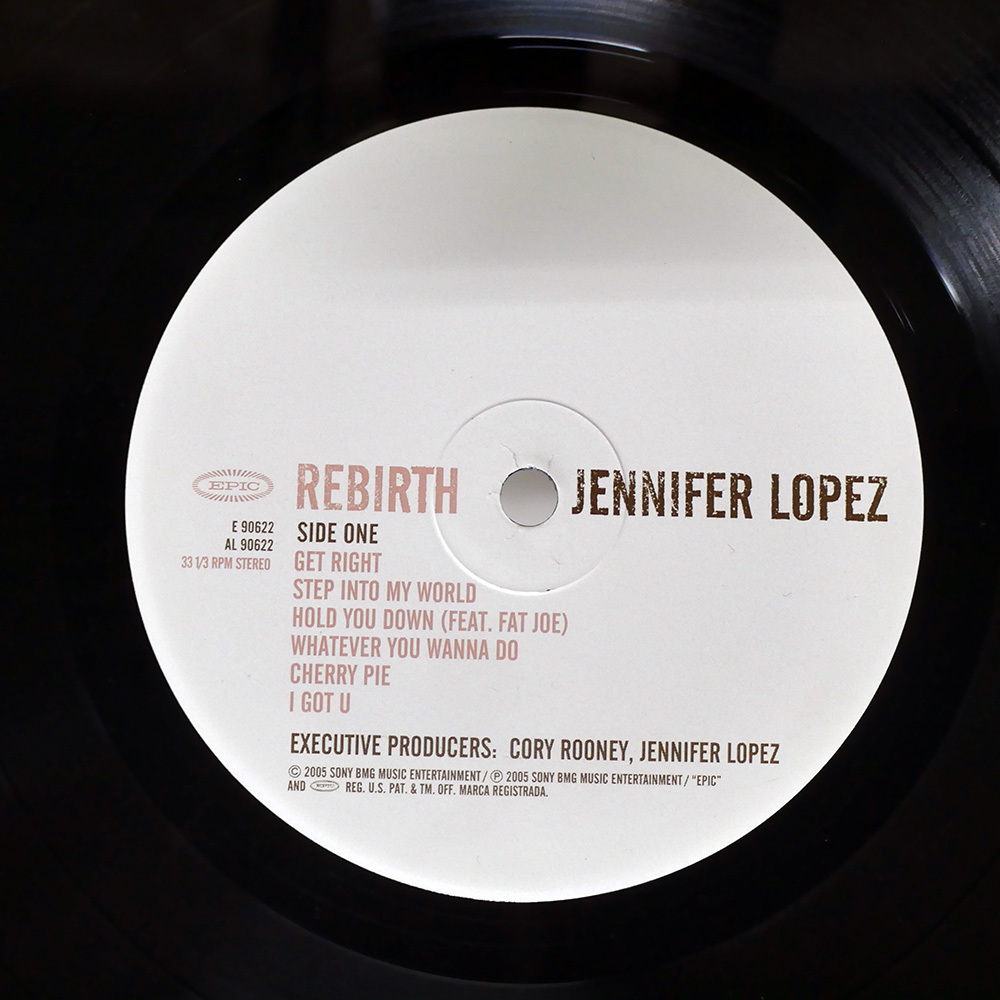 EPIC
REBIRTH JENNIFER LOPEZ
E 90622
AL 90622
33 1/3 RPM STEREO
SIDE ONE
GET RIGHT
STEP INTO MY WORLD
HOLD YOU DOWN (FEAT. FAT JOE)
WHATEVER YOU WANNA DO
CHERRY PIE
I GOT U
EXECUTIVE PRODUCERS: CORY ROONEY, JENNIFER LOPEZ
© 2005 SONY BMG MUSIC ENTERTAINMENT / ℗ 2005 SONY BMG MUSIC ENTERTAINMENT / "EPIC"
AND EPIC REG. U.S. PAT. & TM. OFF. MARCA REGISTRADA.